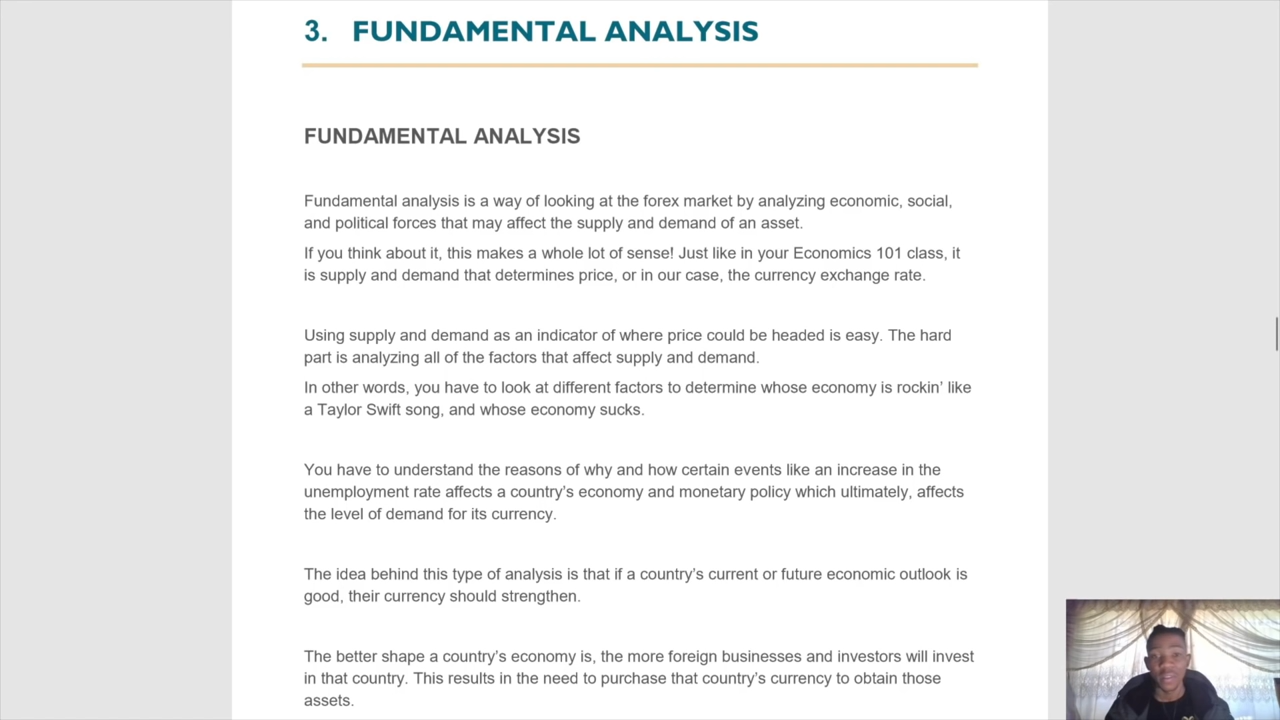 3. FUNDAMENTAL ANALYSIS
FUNDAMENTAL ANALYSIS
Fundamental analysis is a way of looking at the forex market by analyzing economic, social,
and political forces that may affect the supply and demand of an asset.
If you think about it, this makes a whole lot of sense! Just like in your Economics 101 class, it
is supply and demand that determines price, or in our case, the currency exchange rate.
Using supply and demand as an indicator of where price could be headed is easy. The hard
part is analyzing all of the factors that affect supply and demand.
In other words, you have to look at different factors to determine whose economy is rockin’ like
a Taylor Swift song, and whose economy sucks.
You have to understand the reasons of why and how certain events like an increase in the
unemployment rate affects a country’s economy and monetary policy which ultimately, affects
the level of demand for its currency.
The idea behind this type of analysis is that if a country’s current or future economic outlook is
good, their currency should strengthen.
The better shape a country’s economy is, the more foreign businesses and investors will invest
in that country. This results in the need to purchase that country’s currency to obtain those
assets.